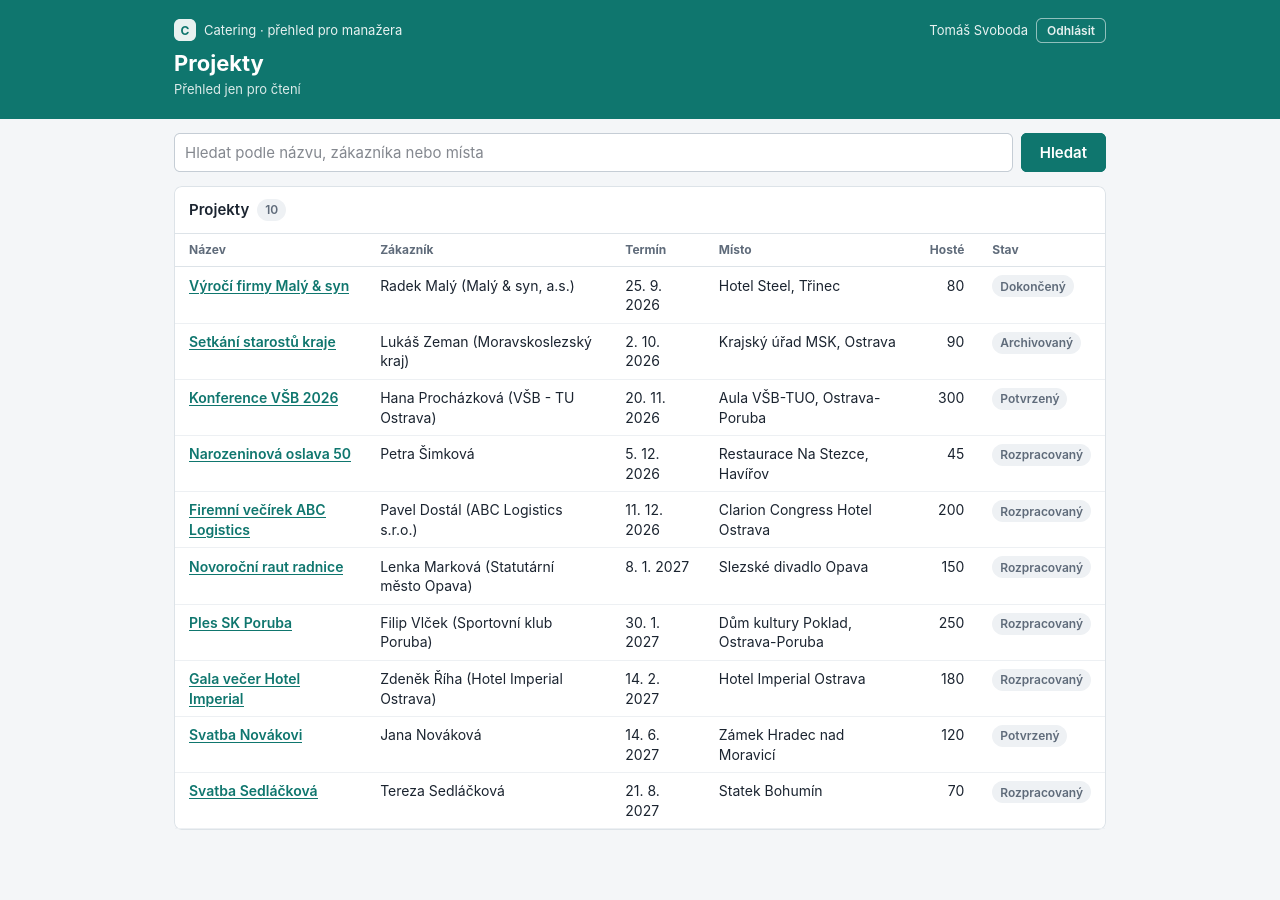 C Catering · přehled pro manažera
Tomáš Svoboda Odhlásit
Projekty
Přehled jen pro čtení
Hledat podle názvu, zákazníka nebo místa Hledat
Projekty 10
Název Zákazník Termín Místo Hosté Stav
Výročí firmy Malý & syn Radek Malý (Malý & syn, a.s.) 25. 9. Hotel Steel, Třinec 80 Dokončený
2026
Setkání starostů kraje Lukáš Zeman (Moravskoslezský 2. 10. Krajský úřad MSK, Ostrava 90 Archivovaný
kraj) 2026
Konference VŠB 2026 Hana Procházková (VŠB - TU 20. 11. Aula VŠB-TUO, Ostrava- 300 Potvrzený
Ostrava) 2026 Poruba
Narozeninová oslava 50 Petra Šimková 5. 12. Restaurace Na Stezce, 45 Rozpracovaný
2026 Havířov
Firemní večírek ABC Pavel Dostál (ABC Logistics 11. 12. Clarion Congress Hotel 200 Rozpracovaný
Logistics s.r.o.) 2026 Ostrava
Novoroční raut radnice Lenka Marková (Statutární 8. 1. 2027 Slezské divadlo Opava 150 Rozpracovaný
město Opava)
Ples SK Poruba Filip Vlček (Sportovní klub 30. 1. Dům kultury Poklad, 250 Rozpracovaný
Poruba) 2027 Ostrava-Poruba
Gala večer Hotel Zdeněk Říha (Hotel Imperial 14. 2. Hotel Imperial Ostrava 180 Rozpracovaný
Imperial Ostrava) 2027
Svatba Novákovi Jana Nováková 14. 6. Zámek Hradec nad 120 Potvrzený
2027 Moravicí
Svatba Sedláčková Tereza Sedláčková 21. 8. Statek Bohumín 70 Rozpracovaný
2027